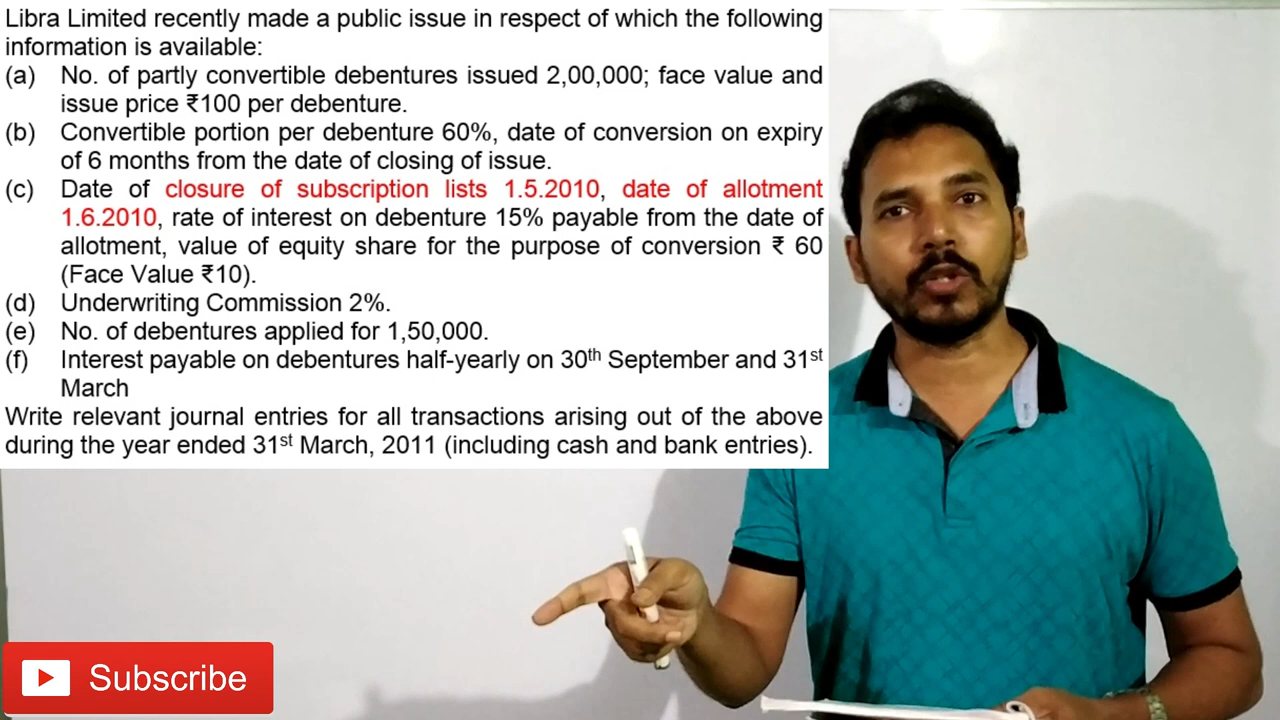 Libra Limited recently made a public issue in respect of which the following
information is available:
(a) No. of partly convertible debentures issued 2,00,000; face value and
issue price ₹100 per debenture.
(b) Convertible portion per debenture 60%, date of conversion on expiry
of 6 months from the date of closing of issue.
(c) Date of closure of subscription lists 1.5.2010, date of allotment
1.6.2010, rate of interest on debenture 15% payable from the date of
allotment, value of equity share for the purpose of conversion ₹ 60
(Face Value ₹10).
(d) Underwriting Commission 2%.
(e) No. of debentures applied for 1,50,000.
(f) Interest payable on debentures half-yearly on 30th September and 31st
March
Write relevant journal entries for all transactions arising out of the above
during the year ended 31st March, 2011 (including cash and bank entries).
Subscribe